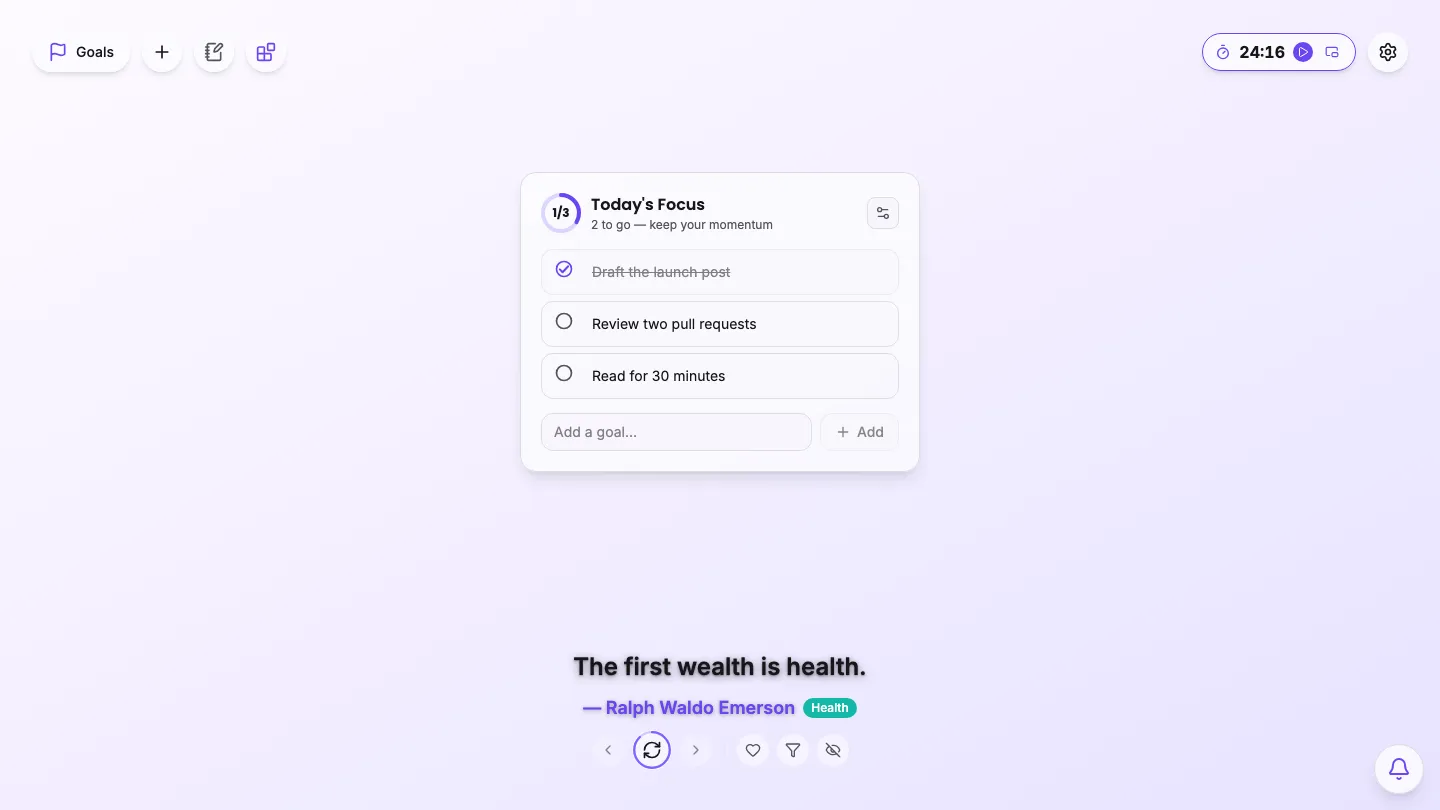 Goals
24:16
1/3
Today's Focus
2 to go — keep your momentum
Draft the launch post
Review two pull requests
Read for 30 minutes
Add a goal...
Add
The first wealth is health.
— Ralph Waldo Emerson
Health